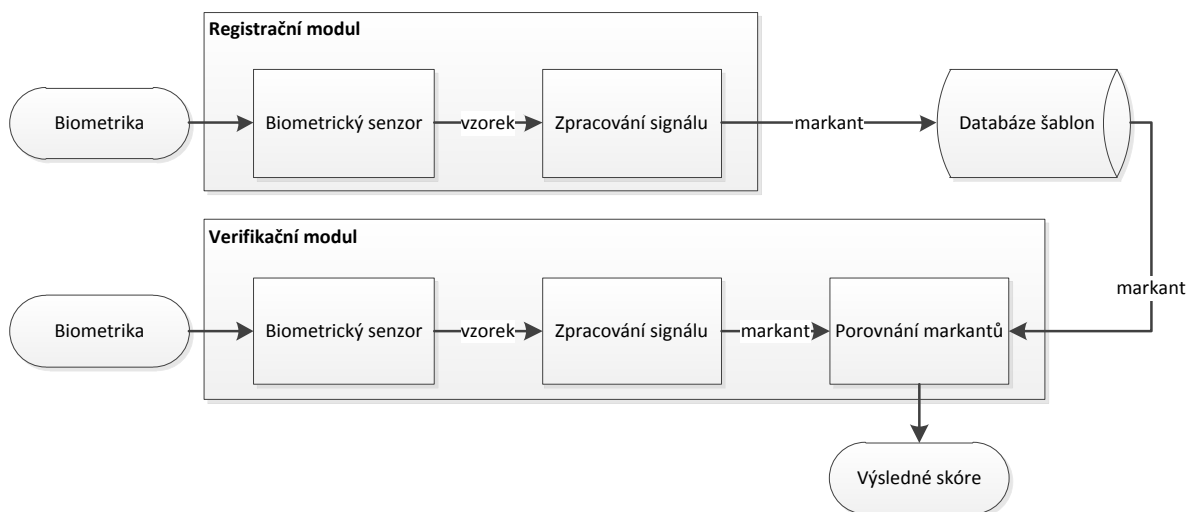 Registrační modul
Biometrika
Biometrický senzor
vzorek
Zpracování signálu
markant
Databáze šablon
Verifikační modul
Biometrika
Biometrický senzor
vzorek
Zpracování signálu
markant
Porovnání markantů
markant
Výsledné skóre